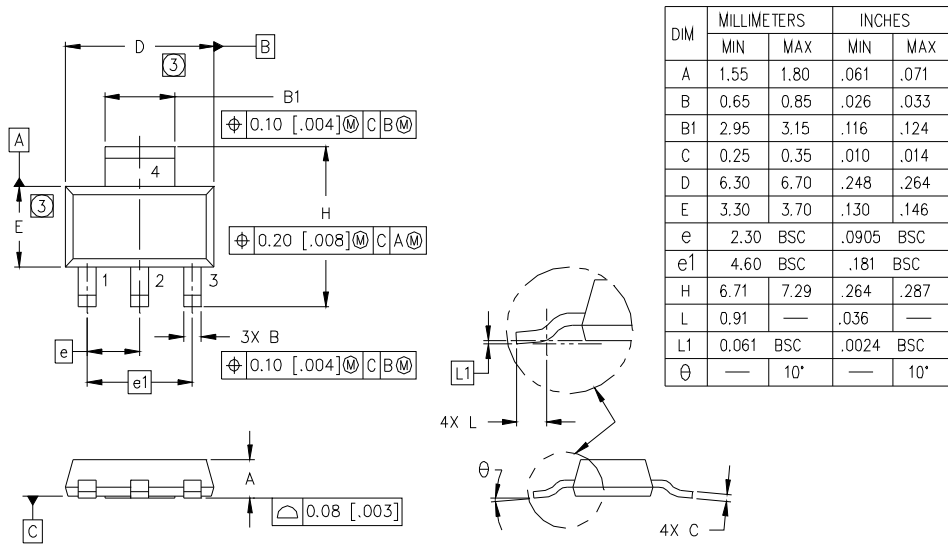 D
B
3
B1
⌖ 0.10 [.004] Ⓜ C B Ⓜ
A
4
3
E
H
⌖ 0.20 [.008] Ⓜ C A Ⓜ
1 2 3
e
3X B
e1
⌖ 0.10 [.004] Ⓜ C B Ⓜ
L1
4X L
A
θ
⌓ 0.08 [.003]
C
4X C
DIM MILLIMETERS INCHES
MIN MAX MIN MAX
A 1.55 1.80 .061 .071
B 0.65 0.85 .026 .033
B1 2.95 3.15 .116 .124
C 0.25 0.35 .010 .014
D 6.30 6.70 .248 .264
E 3.30 3.70 .130 .146
e 2.30 BSC .0905 BSC
e1 4.60 BSC .181 BSC
H 6.71 7.29 .264 .287
L 0.91 — .036 —
L1 0.061 BSC .0024 BSC
θ — 10° — 10°